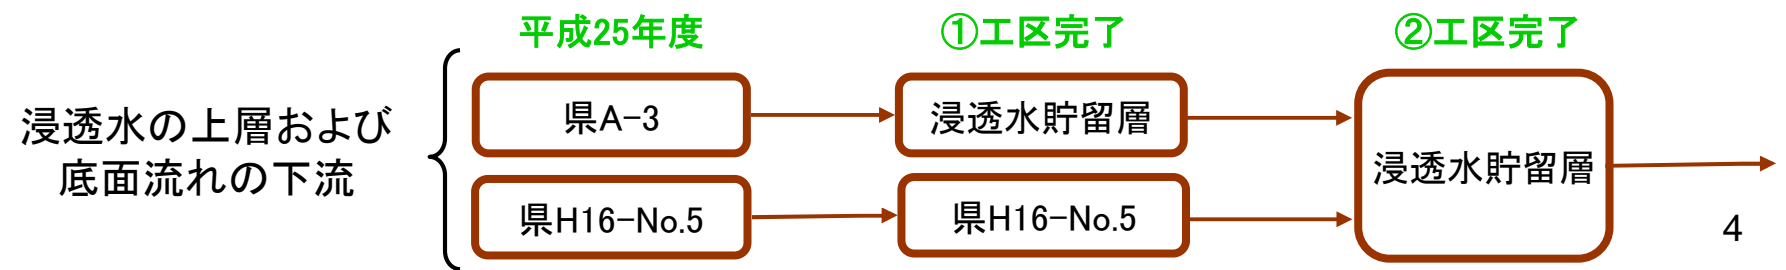 平成25年度
①工区完了
②工区完了
浸透水の上層および
底面流れの下流
県A-3
浸透水貯留層
県H16-No.5
県H16-No.5
浸透水貯留層
4